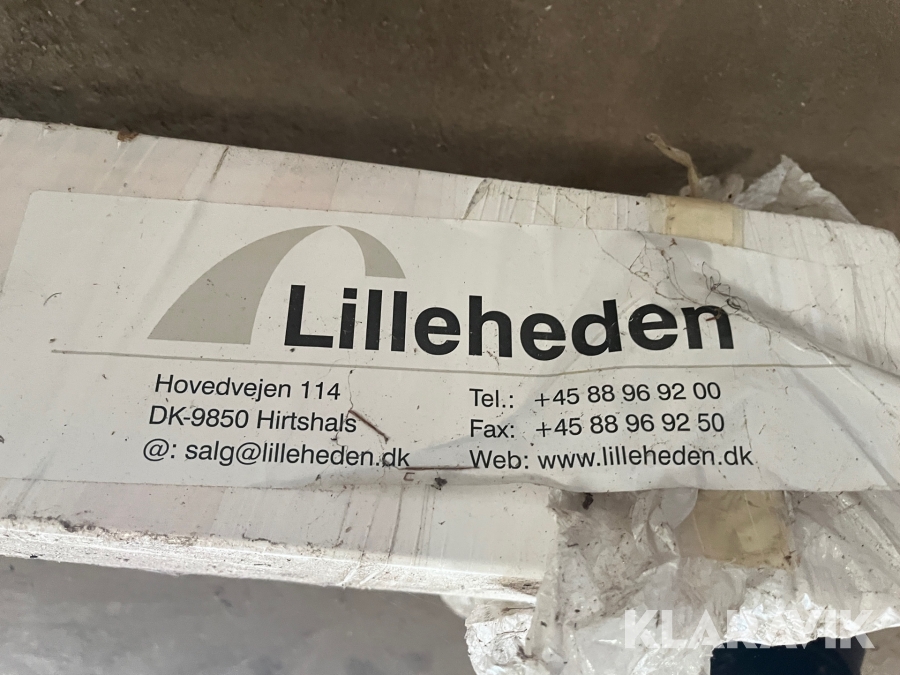 Lilleheden
Hovedvejen 114
DK-9850 Hirtshals
@: salg@lilleheden.dk
Tel.: +45 88 96 92 00
Fax: +45 88 96 92 50
Web: www.lilleheden.dk
KLARAVIK